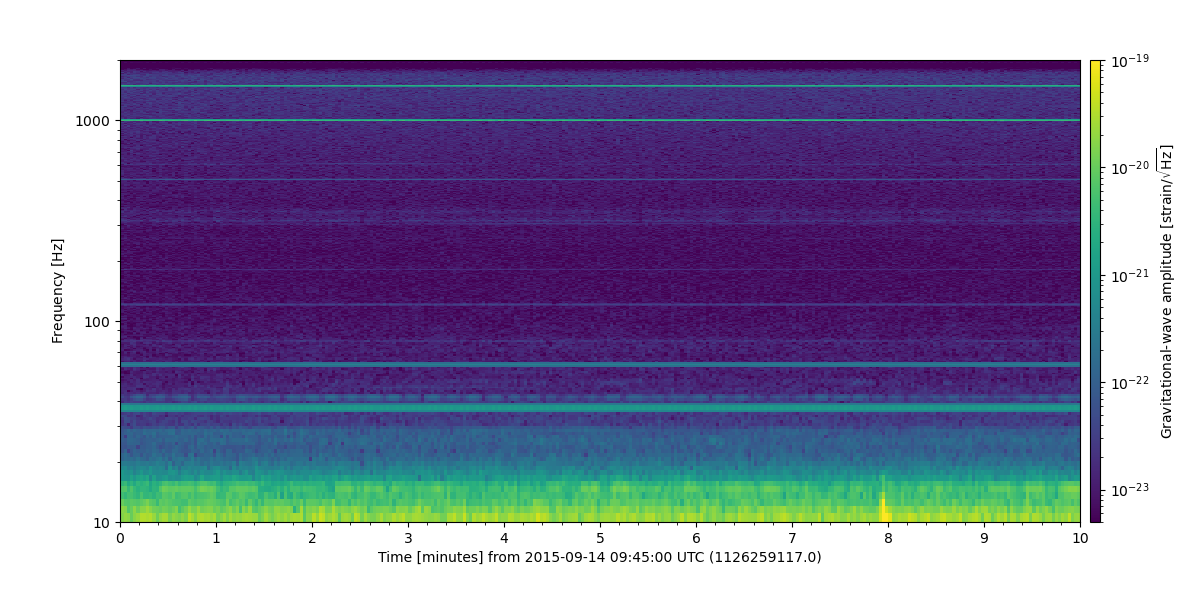 1000
100
10
Frequency [Hz]
0 1 2 3 4 5 6 7 8 9 10
Time [minutes] from 2015-09-14 09:45:00 UTC (1126259117.0)
10⁻¹⁹
10⁻²⁰
10⁻²¹
10⁻²²
10⁻²³
Gravitational-wave amplitude [strain/√Hz]